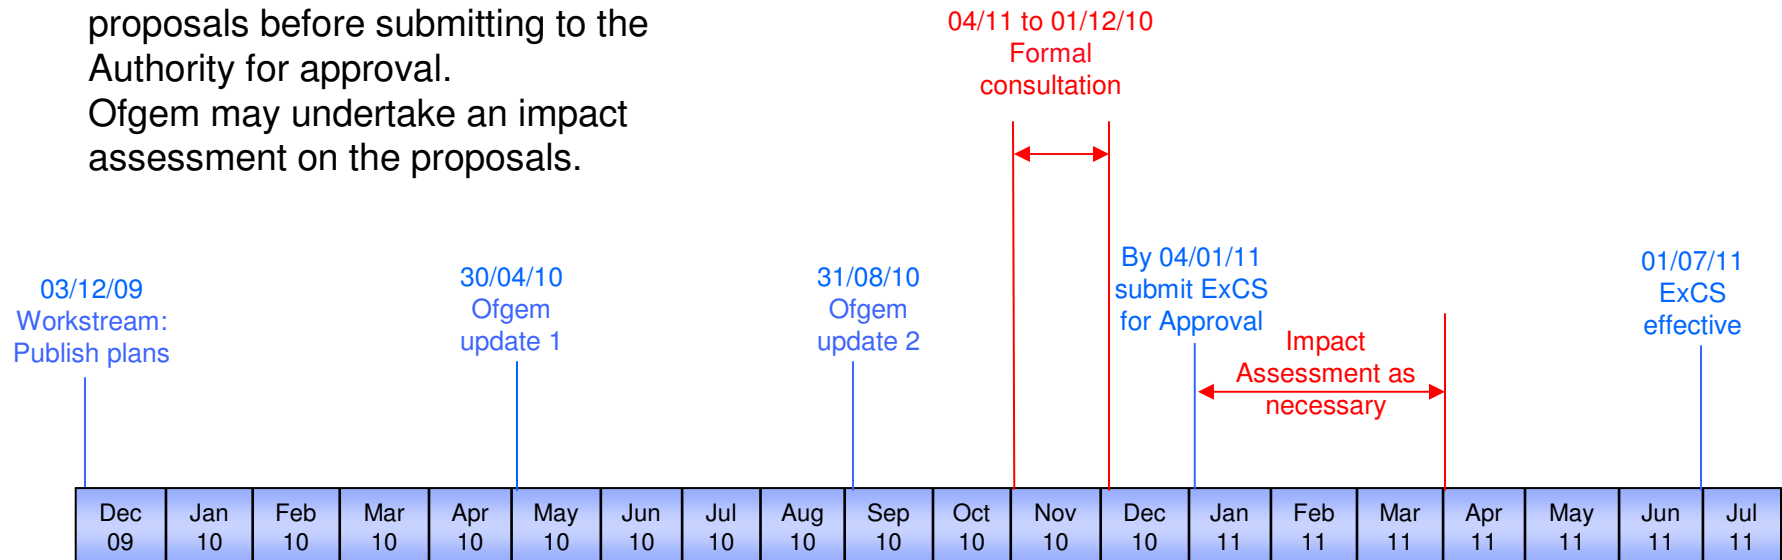 proposals before submitting to the
Authority for approval.
Ofgem may undertake an impact
assessment on the proposals.
04/11 to 01/12/10
Formal
consultation
03/12/09
Workstream:
Publish plans
30/04/10
Ofgem
update 1
31/08/10
Ofgem
update 2
By 04/01/11
submit ExCS
for Approval
Impact
Assessment as
necessary
01/07/11
ExCS
effective
Dec 09
Jan 10
Feb 10
Mar 10
Apr 10
May 10
Jun 10
Jul 10
Aug 10
Sep 10
Oct 10
Nov 10
Dec 10
Jan 11
Feb 11
Mar 11
Apr 11
May 11
Jun 11
Jul 11